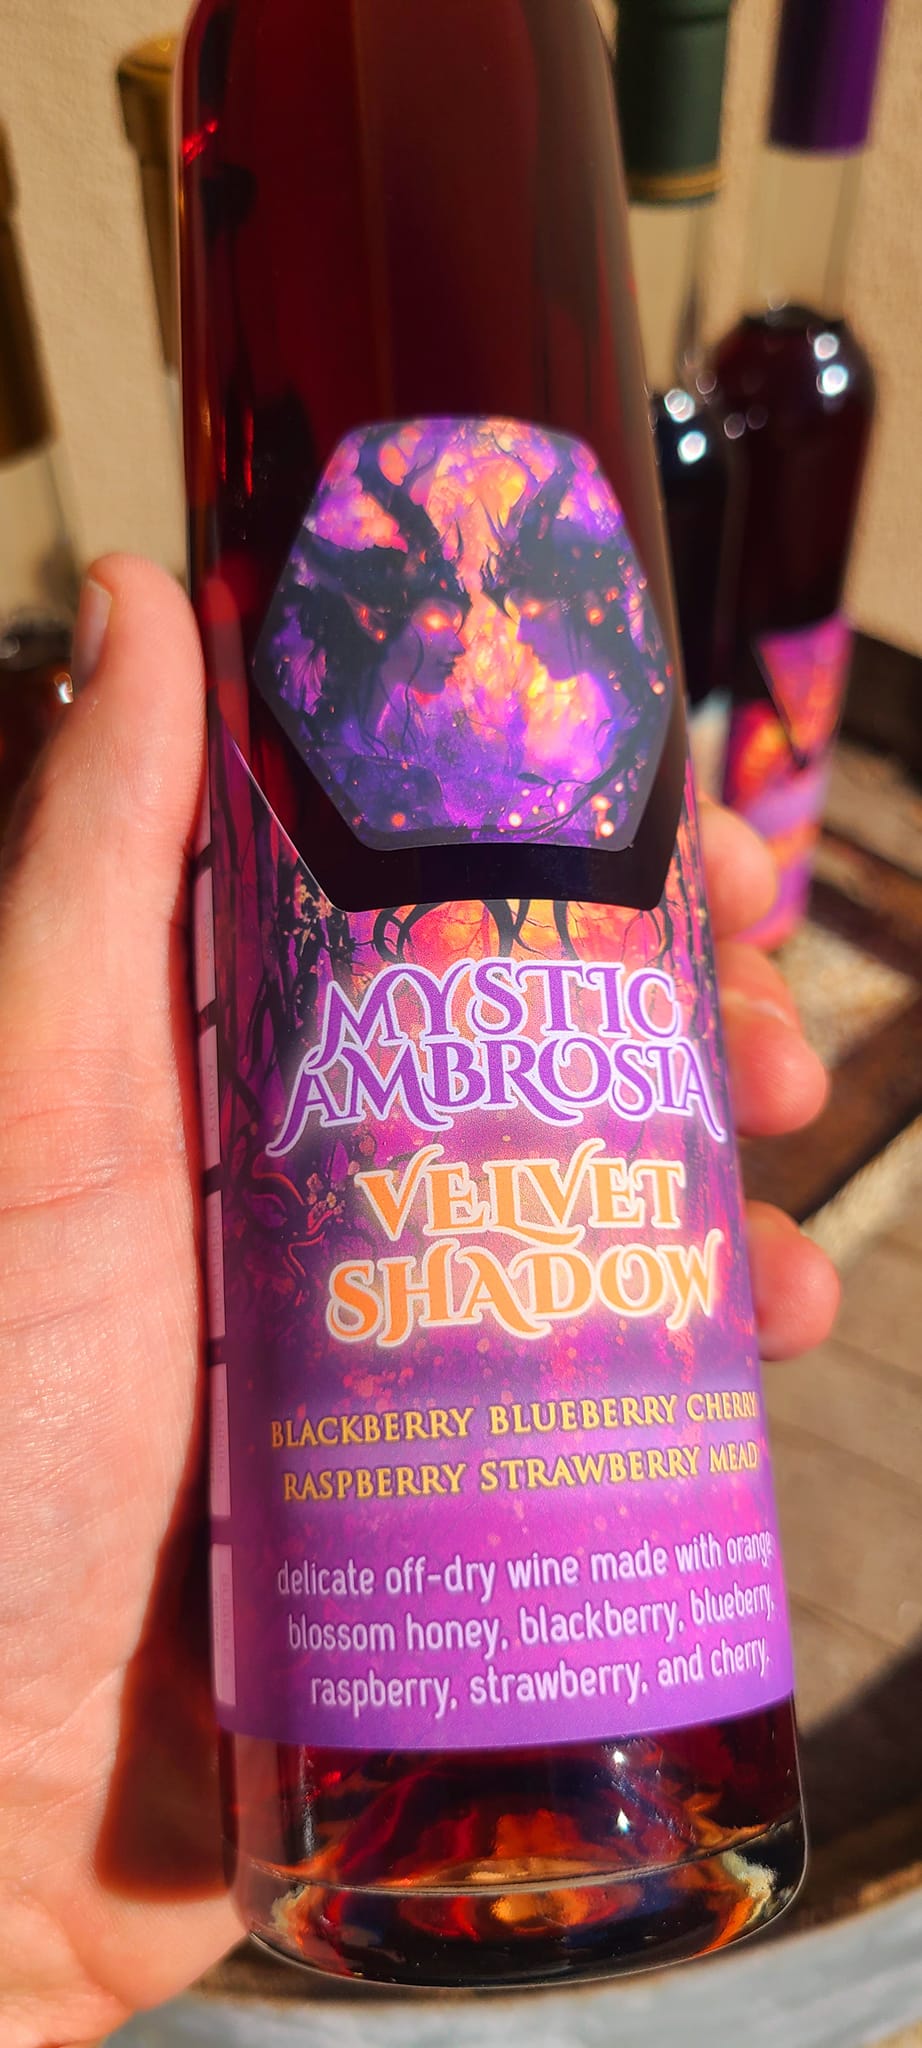 MYSTIC
AMBROSIA
VELVET
SHADOW
BLACKBERRY BLUEBERRY CHERRY
RASPBERRY STRAWBERRY MEAD
delicate off-dry wine made with orange
blossom honey, blackberry, blueberry,
raspberry, strawberry, and cherry.